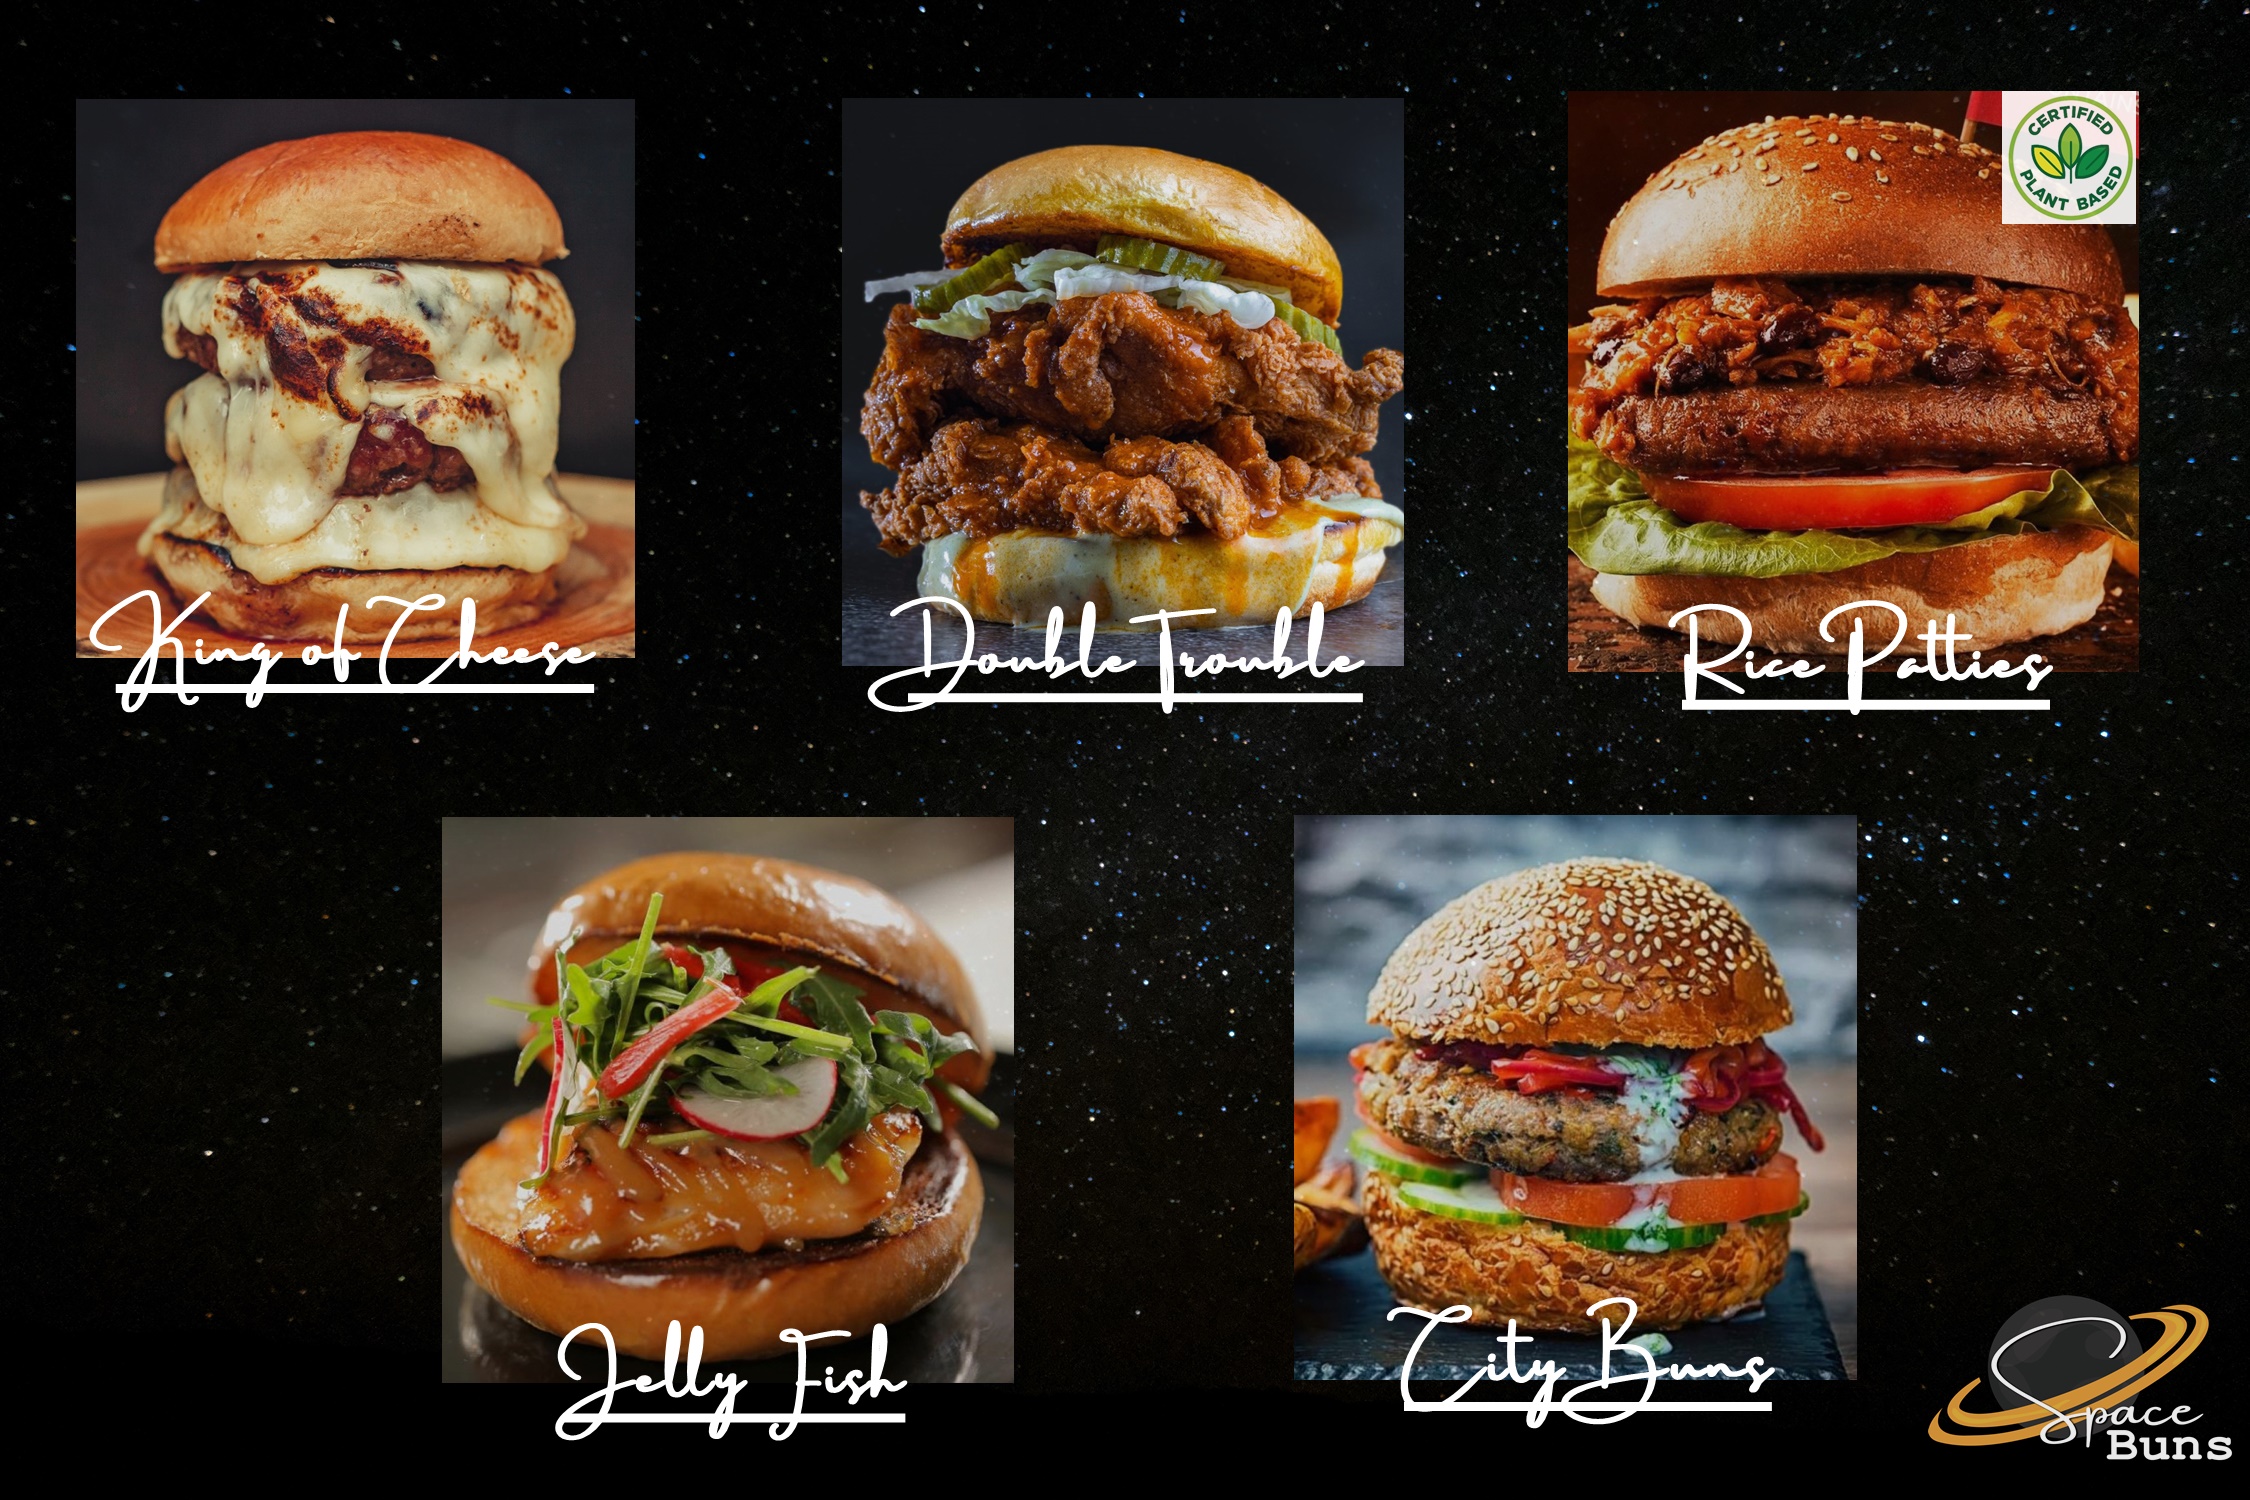 CERTIFIED
PLANT BASED
King of Cheese
Double Trouble
Rice Patties
Jelly Fish
City Buns
Space
Buns